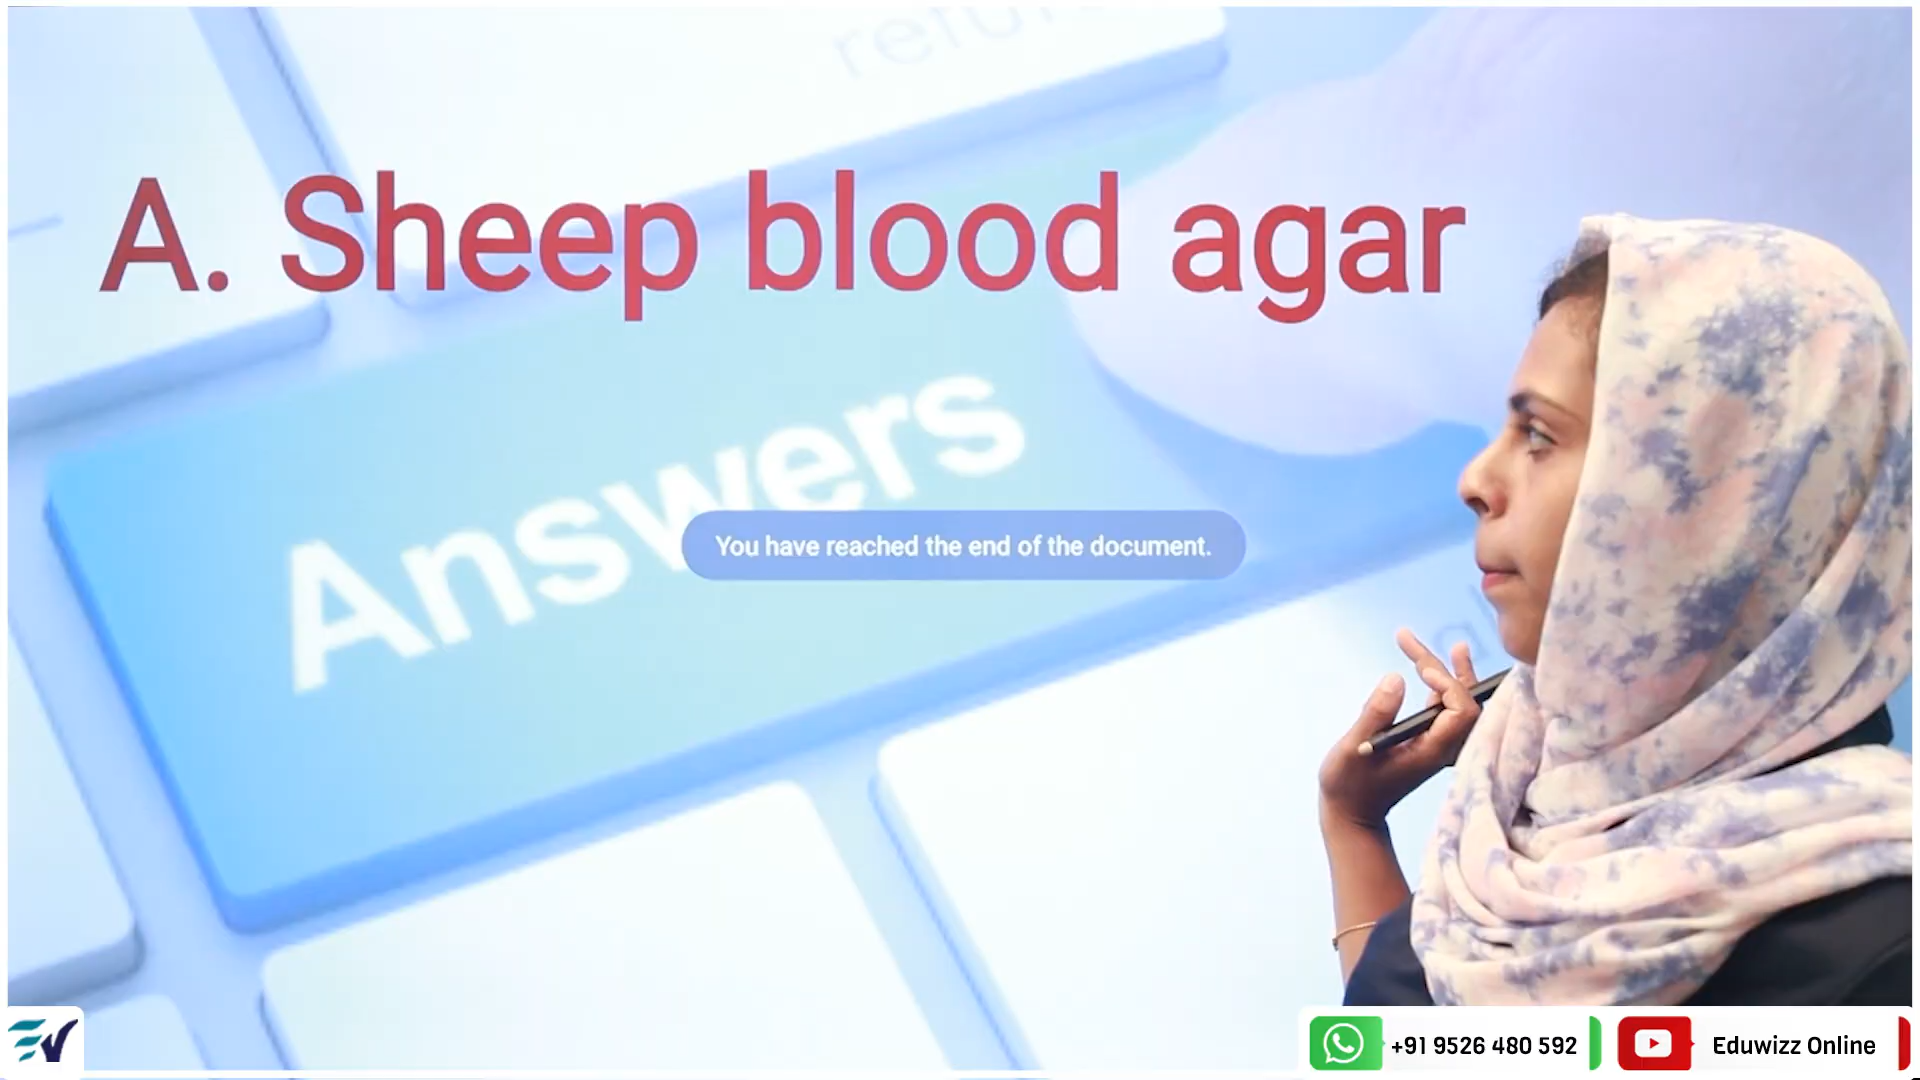 A. Sheep blood agar
Answers
You have reached the end of the document.
+91 9526 480 592
Eduwizz Online